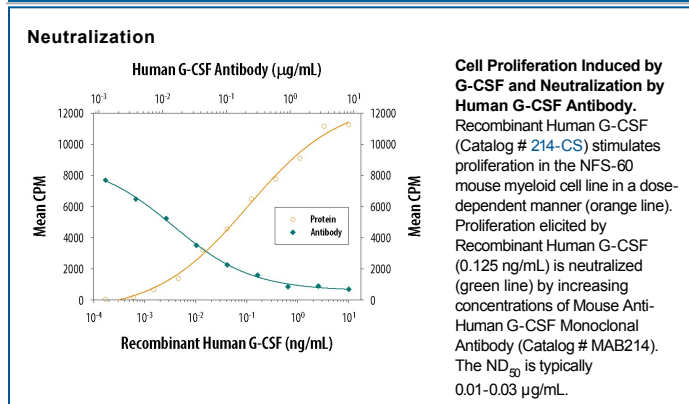 Neutralization
Human G-CSF Antibody (µg/mL)
10⁻³ 10⁻² 10⁻¹ 10⁰ 10¹
12000 12000
10000 10000
8000 8000
6000 6000
4000 4000
2000 2000
0 0
Mean CPM
Mean CPM
Protein
Antibody
10⁻⁴ 10⁻³ 10⁻² 10⁻¹ 10⁰ 10¹
Recombinant Human G-CSF (ng/mL)
Cell Proliferation Induced by
G-CSF and Neutralization by
Human G-CSF Antibody.
Recombinant Human G-CSF
(Catalog # 214-CS) stimulates
proliferation in the NFS-60
mouse myeloid cell line in a dose-
dependent manner (orange line).
Proliferation elicited by
Recombinant Human G-CSF
(0.125 ng/mL) is neutralized
(green line) by increasing
concentrations of Mouse Anti-
Human G-CSF Monoclonal
Antibody (Catalog # MAB214).
The ND₅₀ is typically
0.01-0.03 µg/mL.